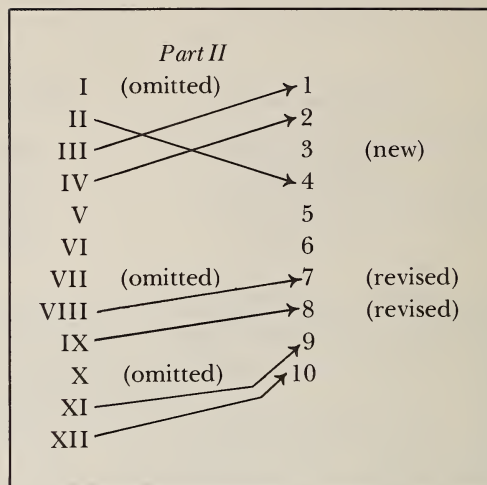 Part II
I (omitted) 1
II 2
III 3 (new)
IV 4
V 5
VI 6
VII (omitted) 7 (revised)
VIII 8 (revised)
IX 9
X (omitted) 10
XI
XII